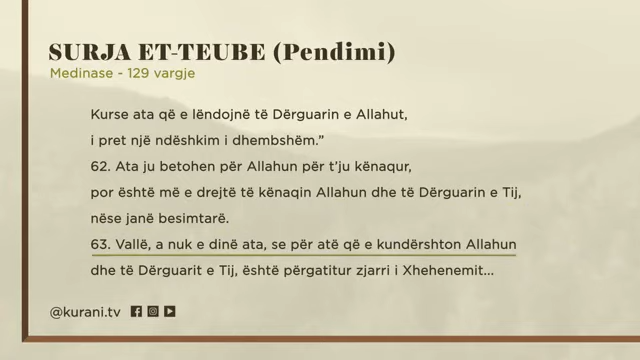 SURJA ET-TEUBE (Pendimi)
Medinase - 129 vargje
Kurse ata që e lëndojnë të Dërguarin e Allahut,
i pret një ndëshkim i dhembshëm.”
62. Ata ju betohen për Allahun për t’ju kënaqur,
por është më e drejtë të kënaqin Allahun dhe të Dërguarin e Tij,
nëse janë besimtarë.
63. Vallë, a nuk e dinë ata, se për atë që e kundërshton Allahun
dhe të Dërguarit e Tij, është përgatitur zjarri i Xhehenemit...
@kurani.tv